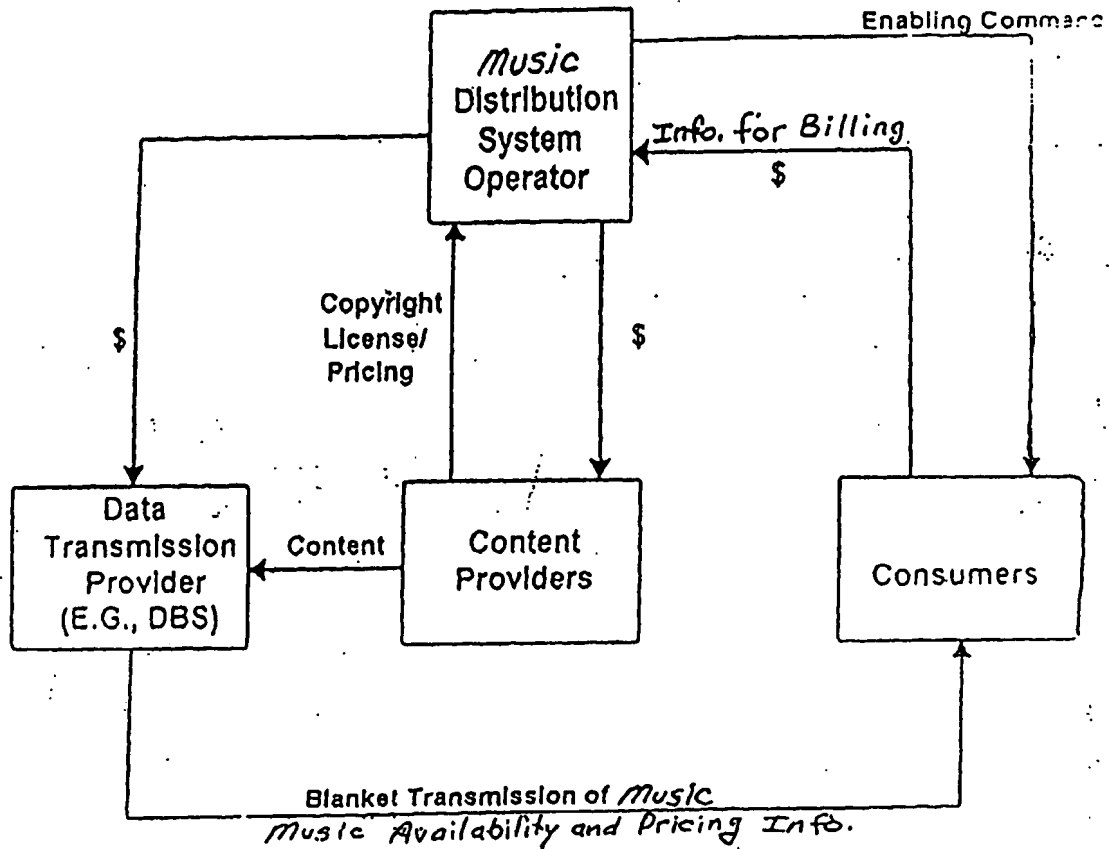 Enabling Command
Music
Distribution
System
Operator
Info. for Billing
$
$
Copyright
License/
Pricing
$
Data
Transmission
Provider
(E.G., DBS)
Content
Content
Providers
Consumers
Blanket Transmission of Music
Music Availability and Pricing Info.